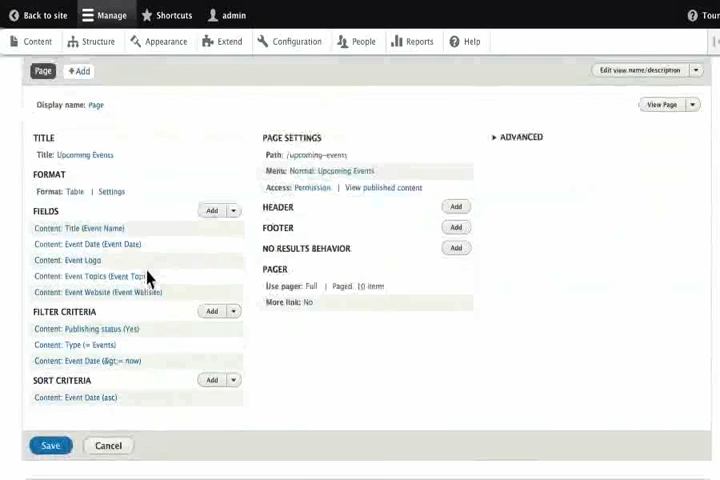 Back to site Manage Shortcuts admin Tour
Content Structure Appearance Extend Configuration People Reports Help
Page +Add Edit view name/description
Display name: Page View Page
TITLE
Title: Upcoming Events
FORMAT
Format: Table | Settings
FIELDS Add
Content: Title (Event Name)
Content: Event Date (Event Date)
Content: Event Logo
Content: Event Topics (Event Topi
Content: Event Website (Event Website)
FILTER CRITERIA Add
Content: Publishing status (Yes)
Content: Type (= Events)
Content: Event Date (&gt;= now)
SORT CRITERIA Add
Content: Event Date (asc)
PAGE SETTINGS
Path: /upcoming-events
Menu: Normal: Upcoming Events
Access: Permission | View published content
HEADER Add
FOOTER Add
NO RESULTS BEHAVIOR Add
PAGER
Use pager: Full | Paged, 10 items
More link: No
ADVANCED
Save Cancel